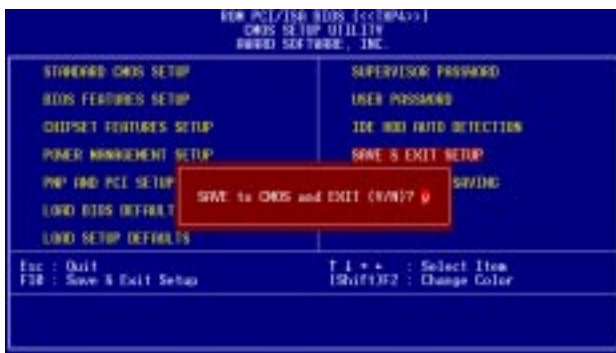 ROM PCI/ISA BIOS (<<
CMOS SETUP UTILITY
AWARD SOFTWARE, INC.
STANDARD CMOS SETUP
SUPERVISOR PASSWORD
BIOS FEATURES SETUP
USER PASSWORD
CHIPSET FEATURES SETUP
IDE HDD AUTO DETECTION
POWER MANAGEMENT SETUP
SAVE & EXIT SETUP
PNP AND PCI SETUP
SAVING
SAVE to CMOS and EXIT (Y/N)?
LOAD BIOS DEFAULT
LOAD SETUP DEFAULTS
Esc : Quit
: Select Item
F10 : Save & Exit Setup
(Shift)F2 : Change Color